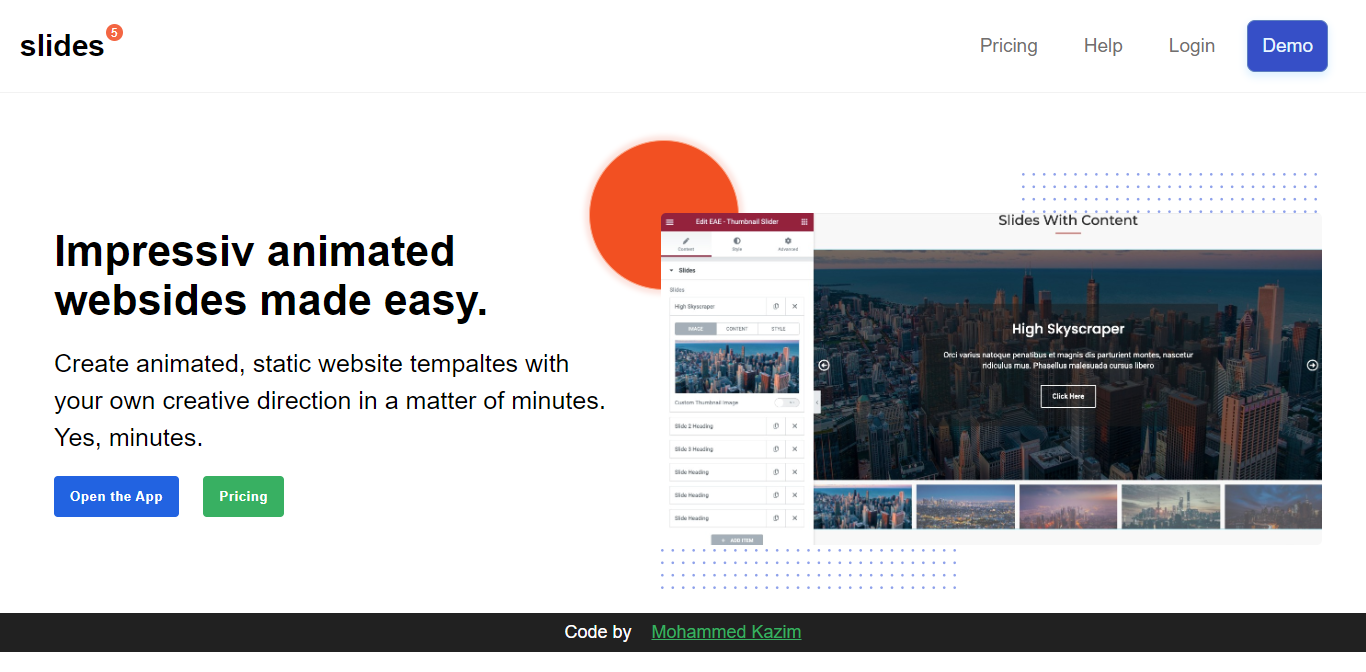 slides
5
Pricing
Help
Login
Demo
Impressiv animated
websides made easy.
Create animated, static website tempaltes with
your own creative direction in a matter of minutes.
Yes, minutes.
Open the App
Pricing
Edit EAE - Thumbnail Slider
Content
Style
Advanced
Slides
Slides
High Skyscraper
IMAGE
CONTENT
STYLE
Custom Thumbnail Image
Slide 2 Heading
Slide 3 Heading
Slide Heading
Slide Heading
Slide Heading
+ ADD ITEM
Slides With Content
High Skyscraper
Orci varius natoque penatibus et magnis dis parturient montes, nascetur
ridiculus mus. Phasellus malesuada cursus libero
Click Here
Code by Mohammed Kazim